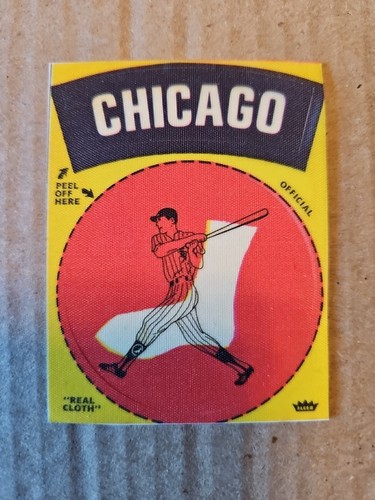 CHICAGO
PEEL
OFF
HERE
OFFICIAL
"REAL
CLOTH"
FLEER